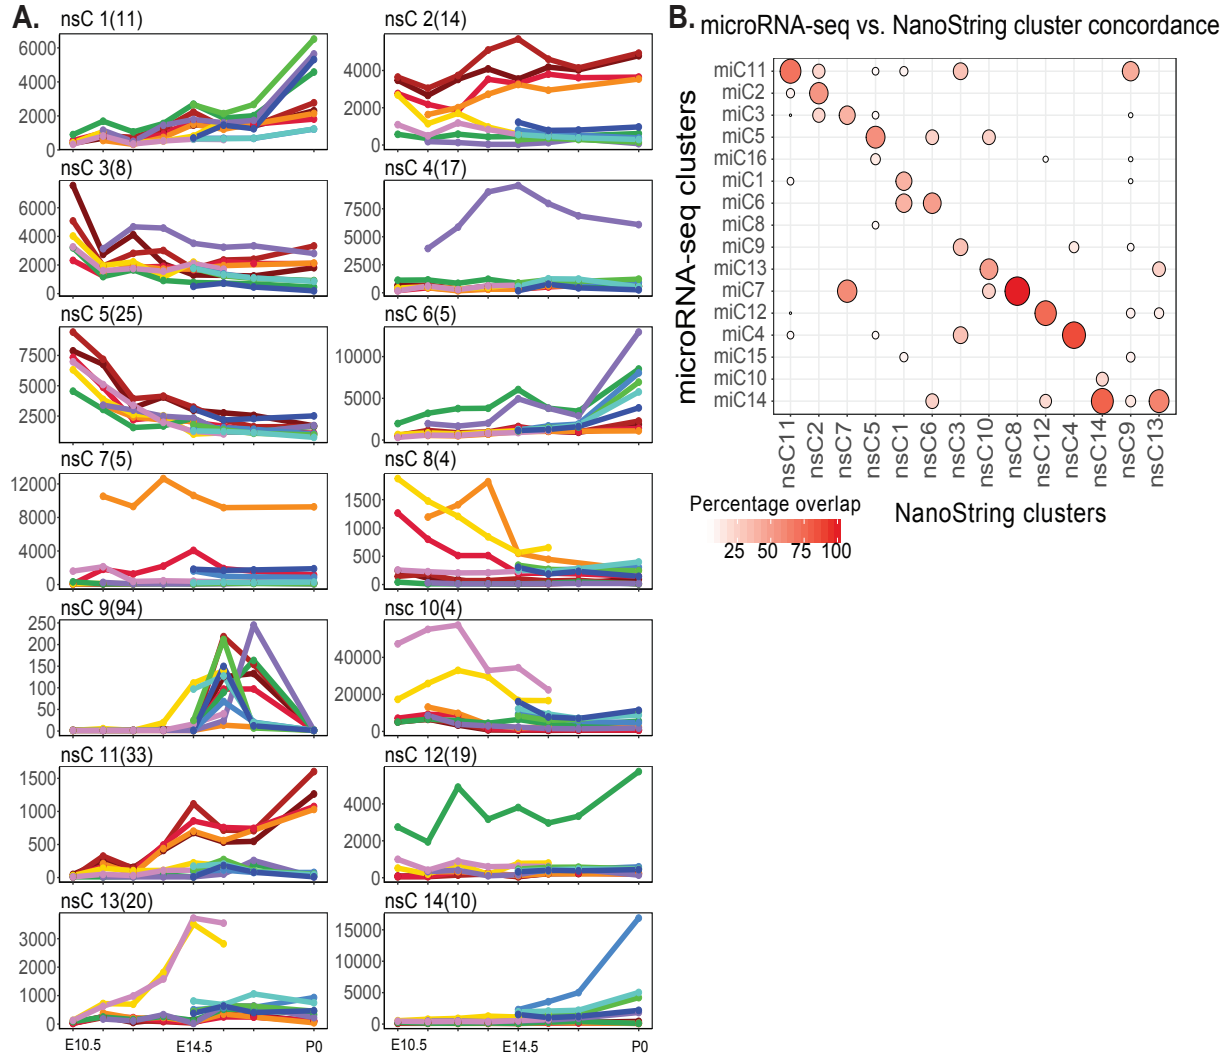 A.
nsC 1(11)
6000
4000
2000
0
nsC 2(14)
4000
2000
0
nsC 3(8)
6000
4000
2000
0
nsC 4(17)
7500
5000
2500
0
nsC 5(25)
7500
5000
2500
nsC 6(5)
10000
5000
0
nsC 7(5)
12000
8000
4000
0
nsC 8(4)
1500
1000
500
0
nsC 9(94)
250
200
150
100
50
0
nsc 10(4)
40000
20000
0
nsC 11(33)
1500
1000
500
0
nsC 12(19)
4000
2000
0
nsC 13(20)
3000
2000
1000
0
nsC 14(10)
15000
10000
5000
0
E10.5 E14.5 P0
E10.5 E14.5 P0
B. microRNA-seq vs. NanoString cluster concordance
microRNA-seq clusters
miC11
miC2
miC3
miC5
miC16
miC1
miC6
miC8
miC9
miC13
miC7
miC12
miC4
miC15
miC10
miC14
nsC11
nsC2
nsC7
nsC5
nsC1
nsC6
nsC3
nsC10
nsC8
nsC12
nsC4
nsC14
nsC9
nsC13
NanoString clusters
Percentage overlap
25 50 75 100